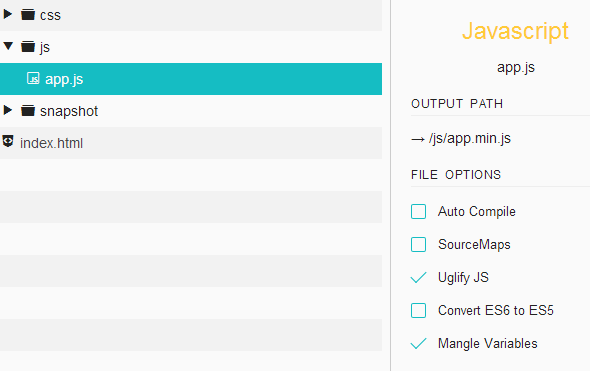 css
js
app.js
snapshot
index.html
Javascript
app.js
OUTPUT PATH
→ /js/app.min.js
FILE OPTIONS
Auto Compile
SourceMaps
Uglify JS
Convert ES6 to ES5
Mangle Variables